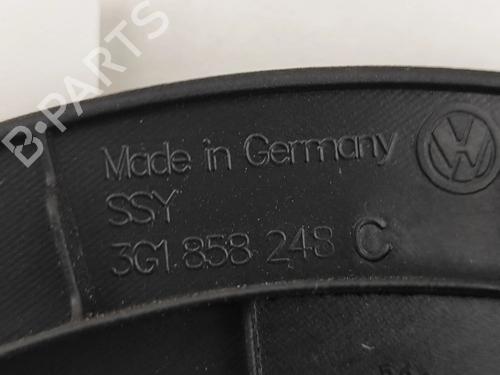 B-PARTS
Made in Germany
SSY
3G1.858 248 C